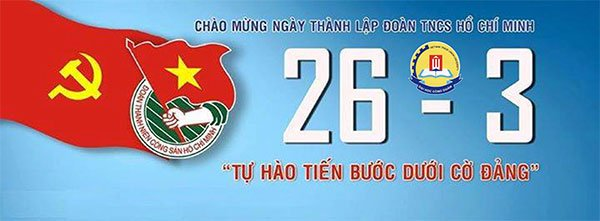 CHÀO MỪNG NGÀY THÀNH LẬP ĐOÀN TNCS HỒ CHÍ MINH
26 - 3
"TỰ HÀO TIẾN BƯỚC DƯỚI CỜ ĐẢNG"
ĐOÀN THANH NIÊN CỘNG SẢN HỒ CHÍ MINH